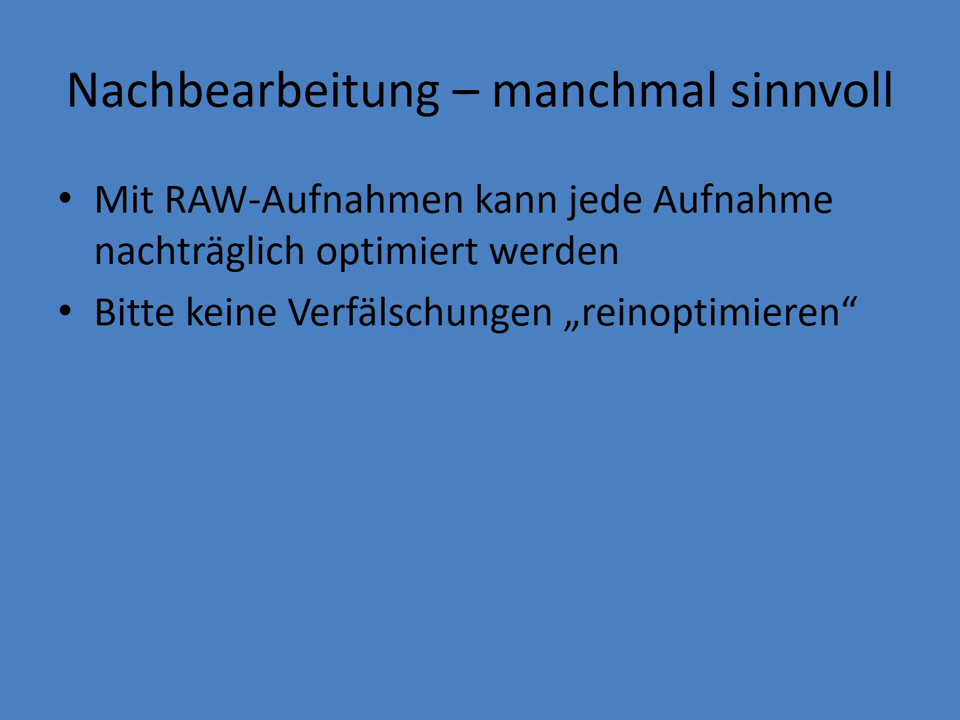 Nachbearbeitung – manchmal sinnvoll
• Mit RAW-Aufnahmen kann jede Aufnahme
nachträglich optimiert werden
• Bitte keine Verfälschungen „reinoptimieren“